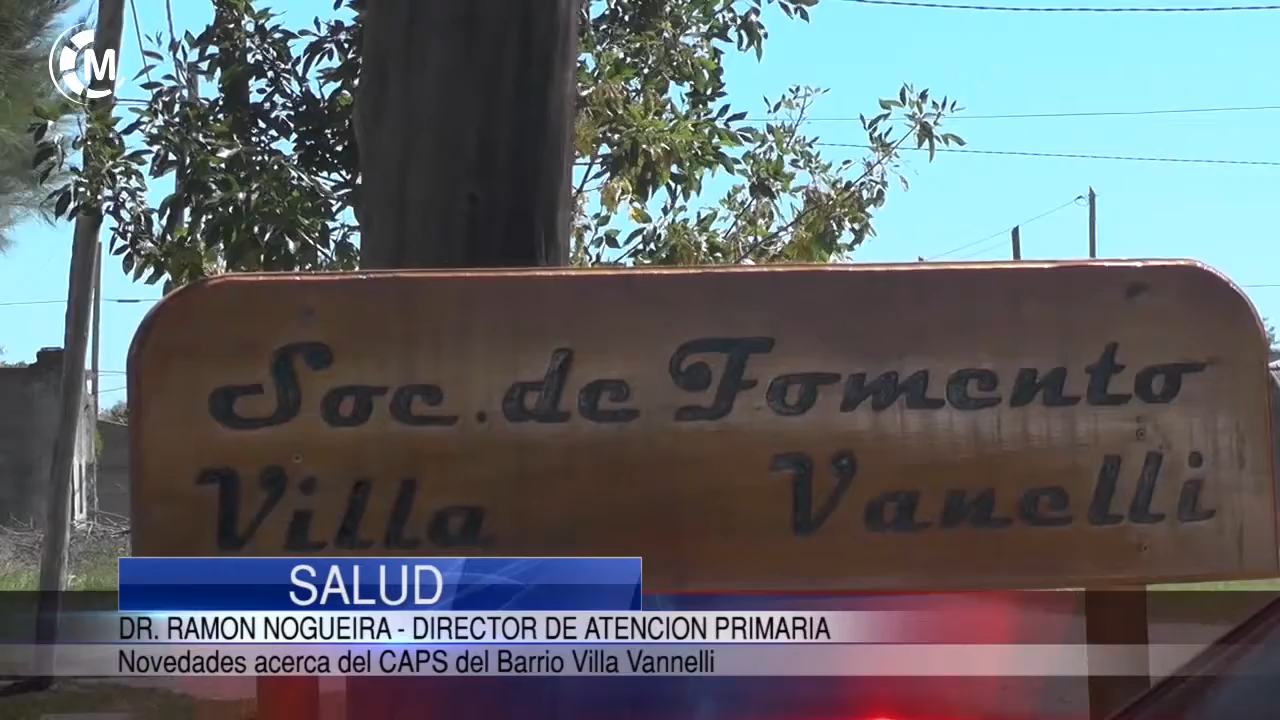 M
Soc. de Fomento
Villa Vanelli
SALUD
DR. RAMON NOGUEIRA - DIRECTOR DE ATENCION PRIMARIA
Novedades acerca del CAPS del Barrio Villa Vannelli